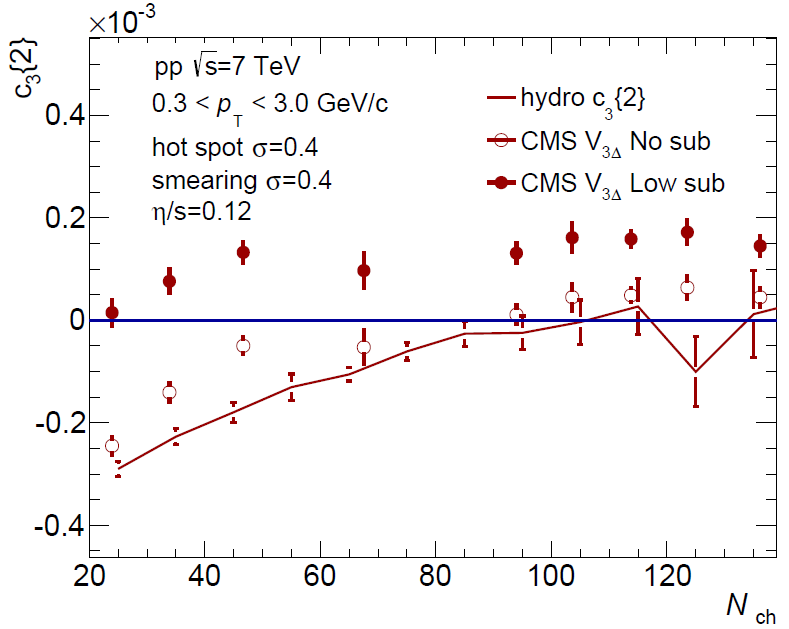 ×10⁻³
c₃{2}
pp √s=7 TeV
0.3 < p_T < 3.0 GeV/c
hot spot σ=0.4
smearing σ=0.4
η/s=0.12
hydro c₃{2}
CMS V₃Δ No sub
CMS V₃Δ Low sub
0.4
0.2
0
-0.2
-0.4
20 40 60 80 100 120
N_ch